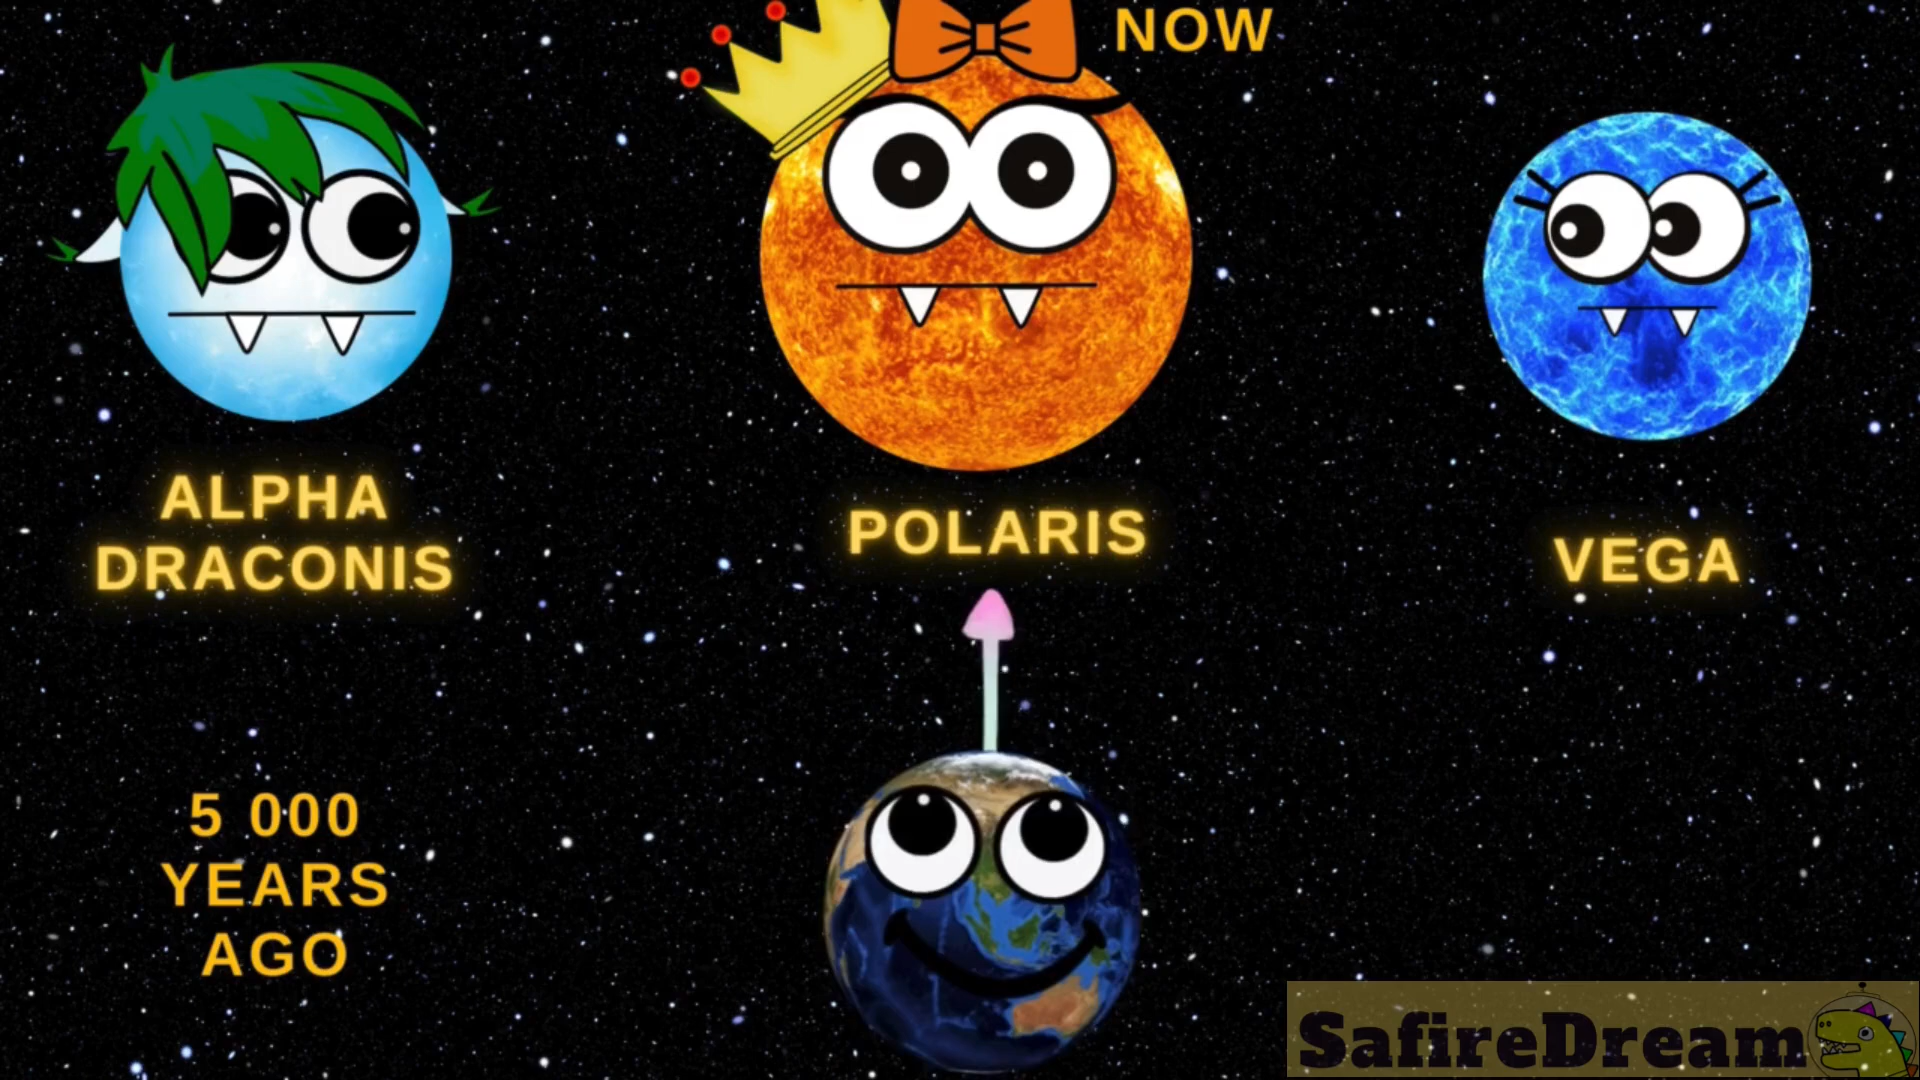 NOW
ALPHA
DRACONIS
POLARIS
VEGA
5 000
YEARS
AGO
SafireDream